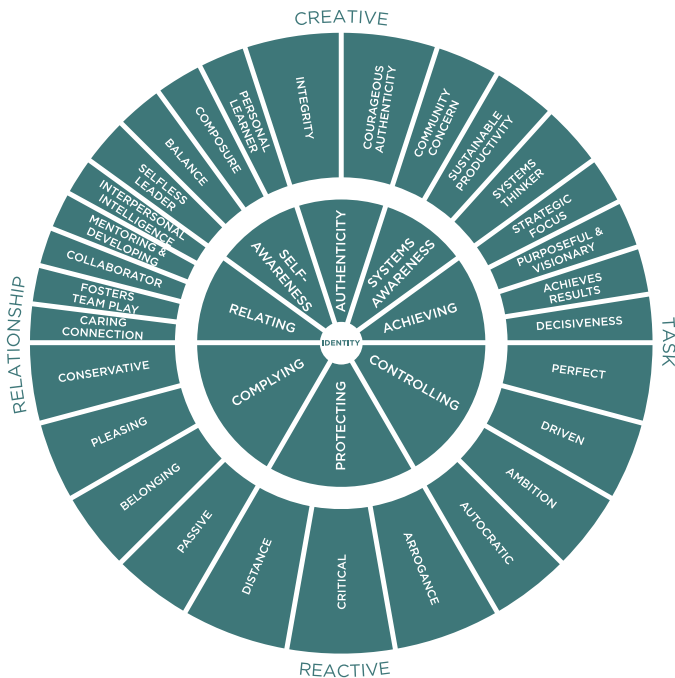 CREATIVE
INTEGRITY
COURAGEOUS
AUTHENTICITY
COMMUNITY
CONCERN
SUSTAINABLE
PRODUCTIVITY
SYSTEMS
THINKER
STRATEGIC
FOCUS
PURPOSEFUL &
VISIONARY
ACHIEVES
RESULTS
DECISIVENESS
TASK
PERFECT
DRIVEN
AMBITION
AUTOCRATIC
ARROGANCE
CRITICAL
DISTANCE
PASSIVE
BELONGING
PLEASING
CONSERVATIVE
RELATIONSHIP
CARING
CONNECTION
FOSTERS
TEAM PLAY
COLLABORATOR
MENTORING &
DEVELOPING
INTERPERSONAL
INTELLIGENCE
SELFLESS
LEADER
BALANCE
COMPOSURE
PERSONAL
LEARNER
SELF-
AWARENESS
AUTHENTICITY
SYSTEMS
AWARENESS
RELATING
ACHIEVING
IDENTITY
COMPLYING
PROTECTING
CONTROLLING
REACTIVE